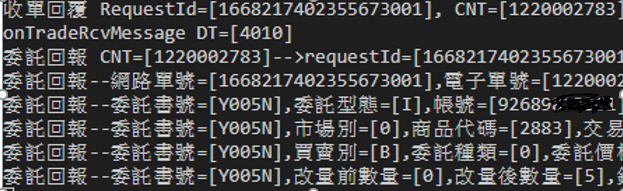 收單回覆 RequestId=[1668217402355673001], CNT=[1220002783]
onTradeRcvMessage DT=[4010]
委託回報 CNT=[1220002783]-->requestId=[1668217402355673001
委託回報--網路單號=[1668217402355673001],電子單號=[1220002
委託回報--委託書號=[Y005N],委託型態=[I],帳號=[92689
委託回報--委託書號=[Y005N],市場別=[0],商品代碼=[2883],交易
委託回報--委託書號=[Y005N],買賣別=[B],委託種類=[0],委託價格
委託回報--委託書號=[Y005N],改量前數量=[0],改量後數量=[5],